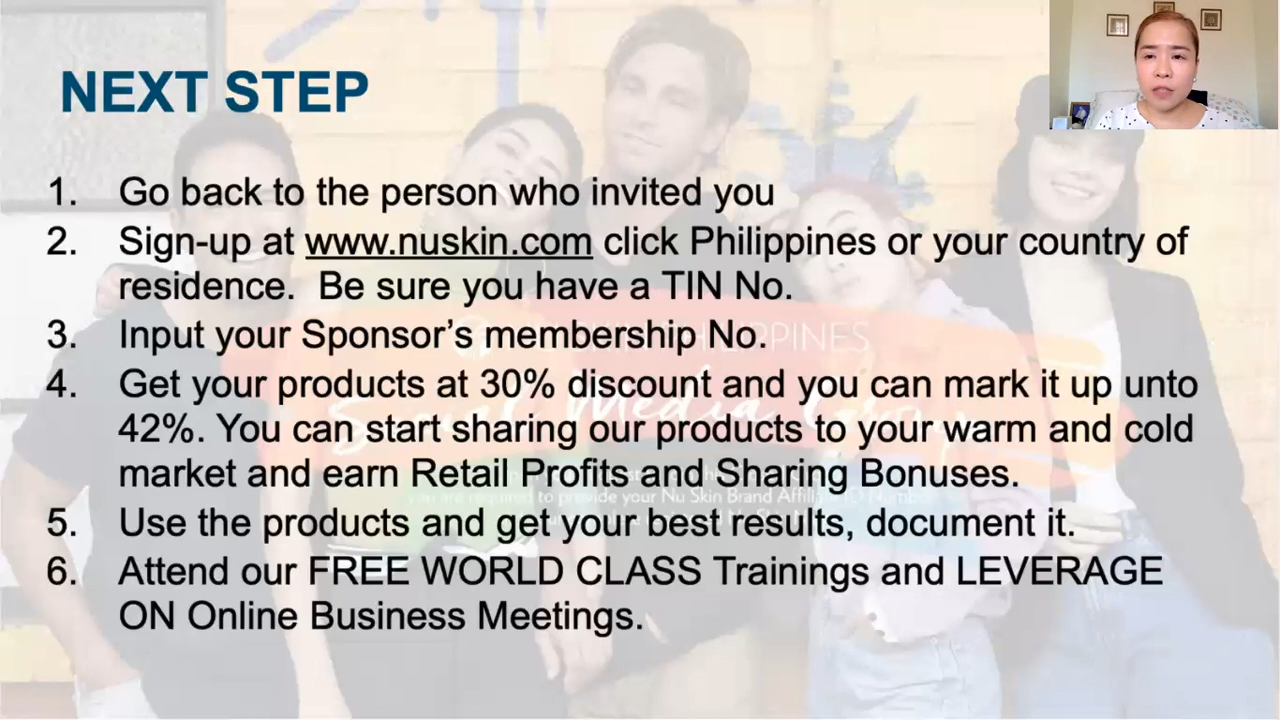 NEXT STEP
1. Go back to the person who invited you
2. Sign-up at www.nuskin.com click Philippines or your country of
residence. Be sure you have a TIN No.
3. Input your Sponsor's membership No.
4. Get your products at 30% discount and you can mark it up unto
42%. You can start sharing our products to your warm and cold
market and earn Retail Profits and Sharing Bonuses.
5. Use the products and get your best results, document it.
6. Attend our FREE WORLD CLASS Trainings and LEVERAGE
ON Online Business Meetings.